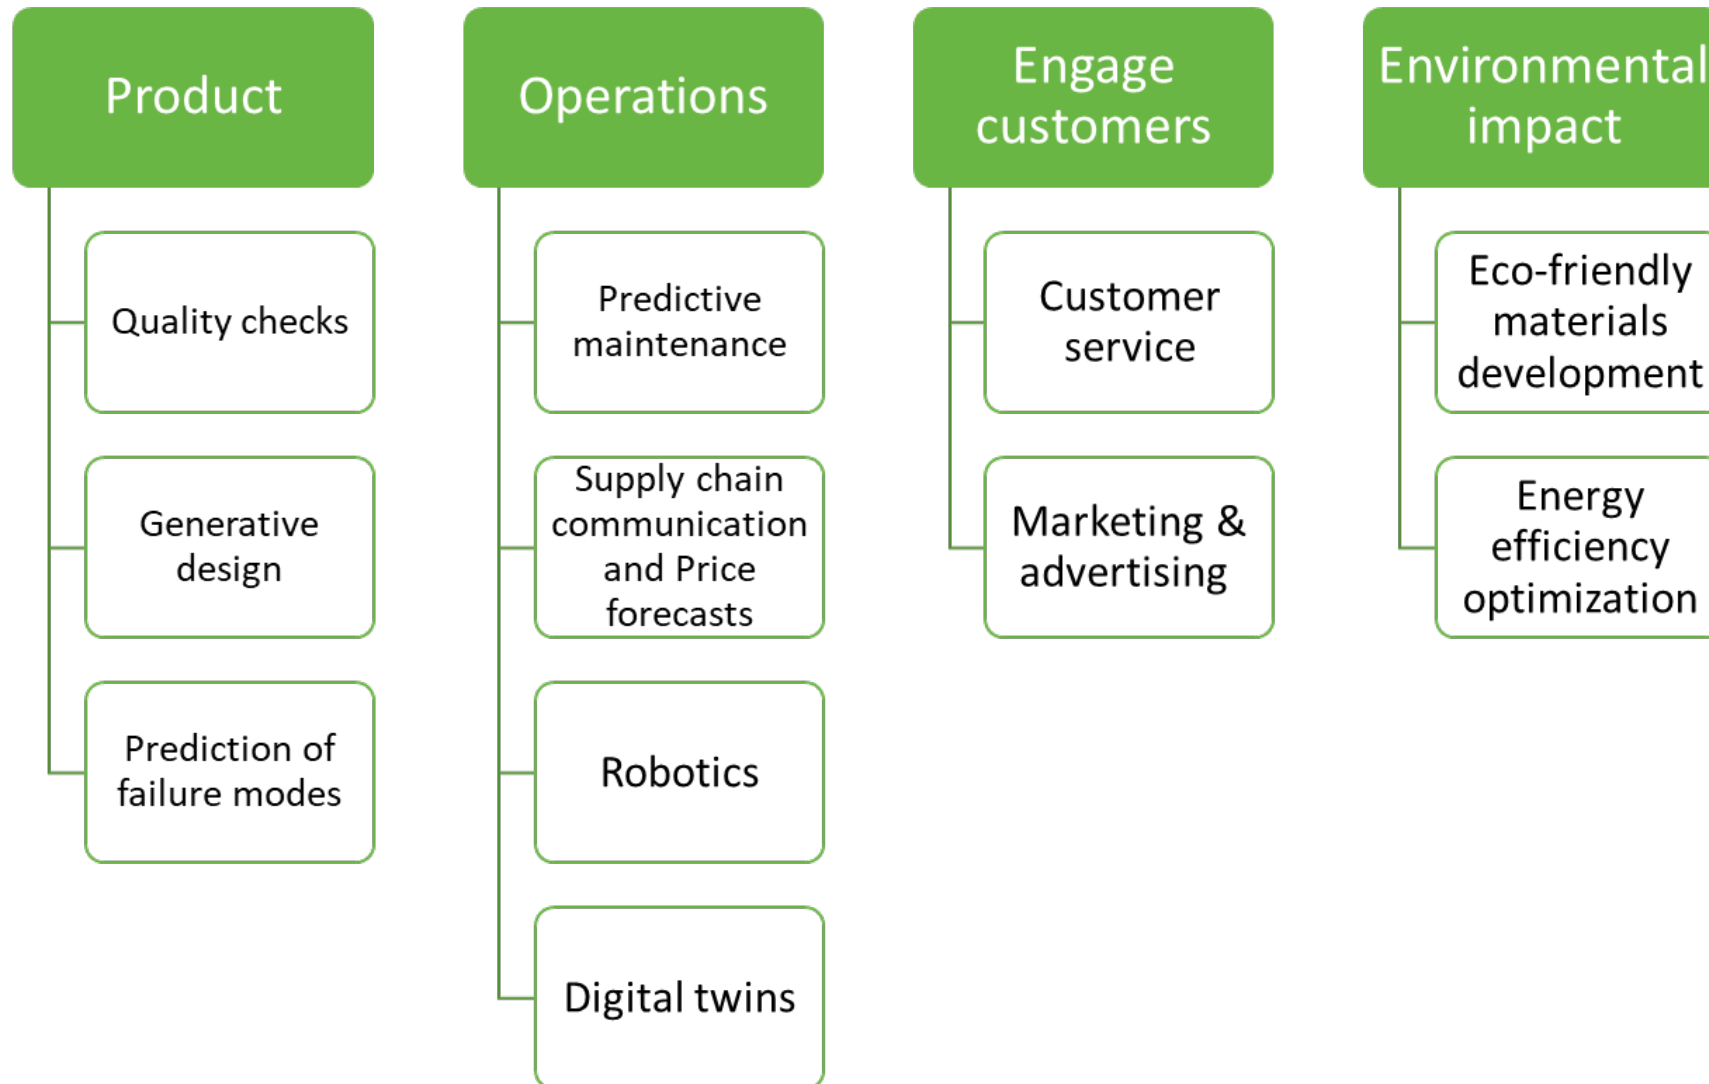 Product
Quality checks
Generative
design
Prediction of
failure modes
Operations
Predictive
maintenance
Supply chain
communication
and Price
forecasts
Robotics
Digital twins
Engage
customers
Customer
service
Marketing &
advertising
Environmental
impact
Eco-friendly
materials
development
Energy
efficiency
optimization